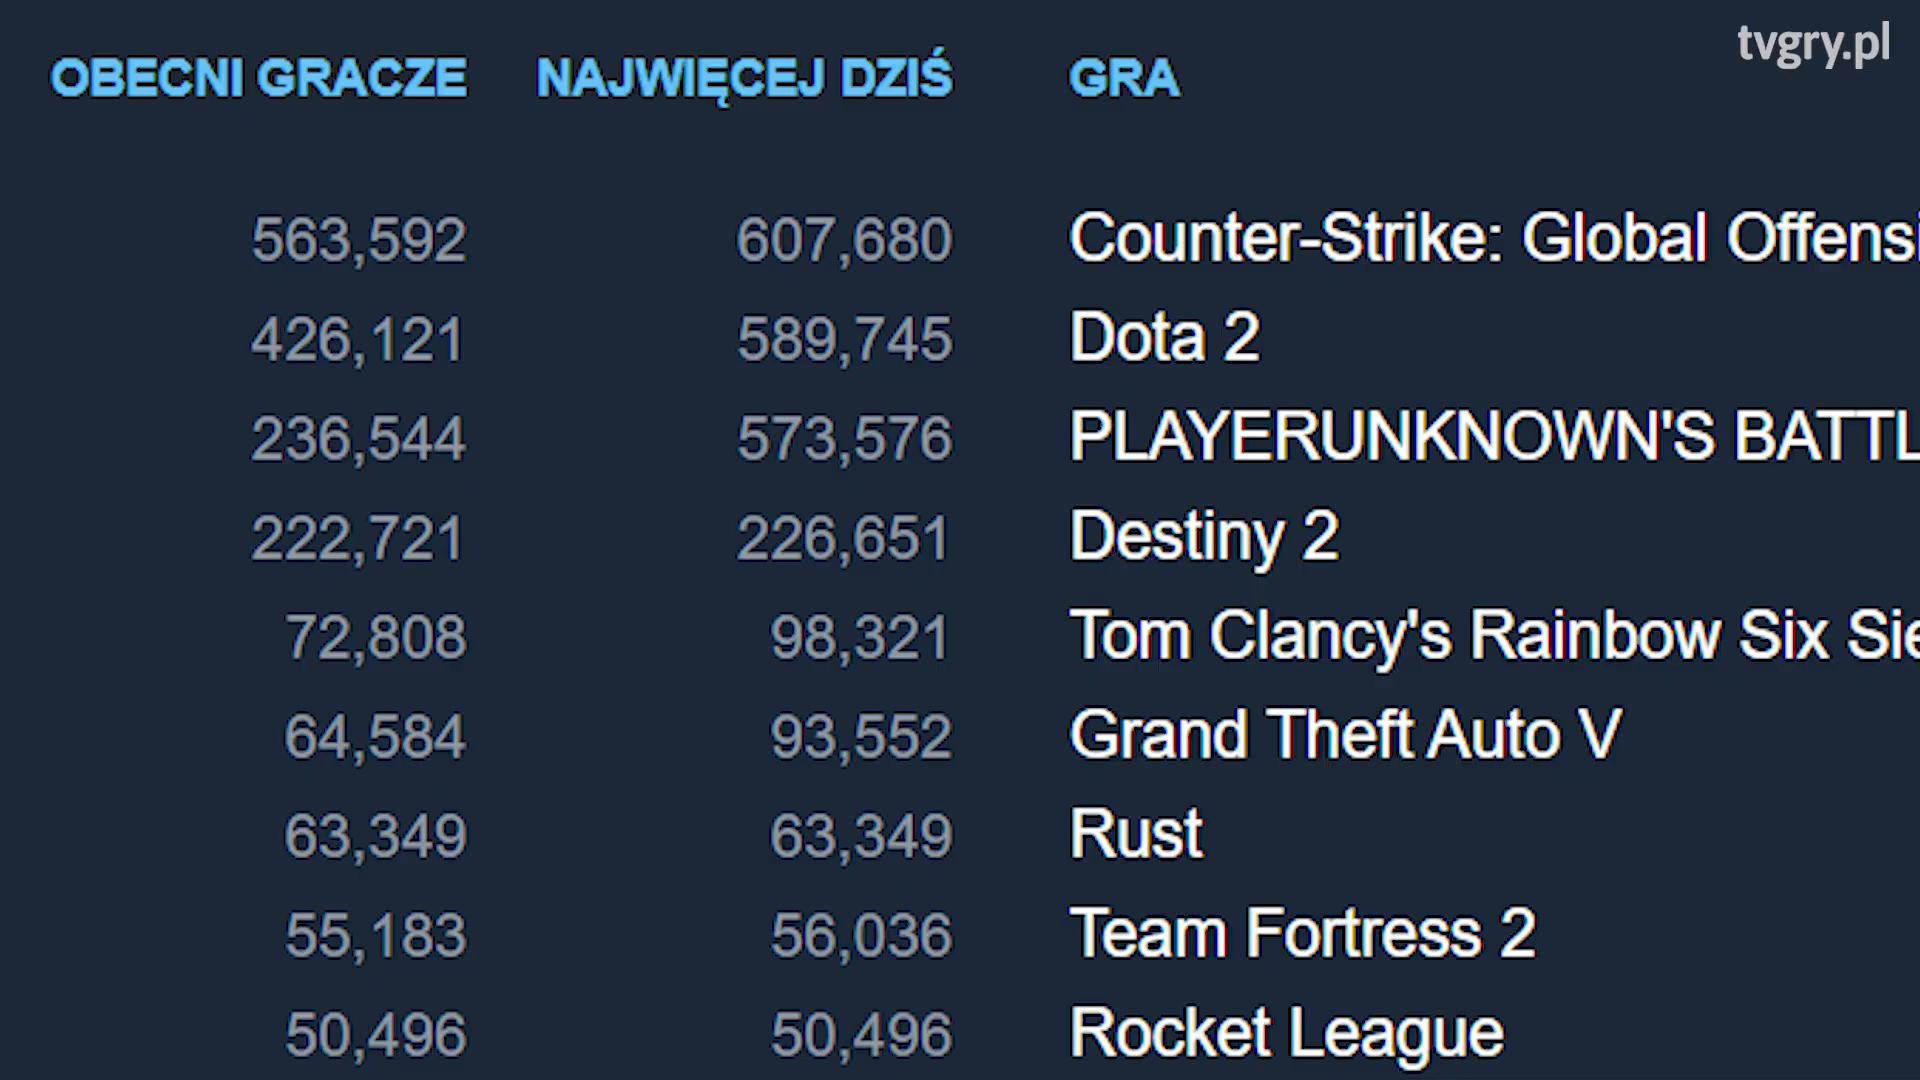 tvgry.pl
OBECNI GRACZE NAJWIĘCEJ DZIŚ GRA
563,592 607,680 Counter-Strike: Global Offensi
426,121 589,745 Dota 2
236,544 573,576 PLAYERUNKNOWN'S BATTL
222,721 226,651 Destiny 2
72,808 98,321 Tom Clancy's Rainbow Six Sie
64,584 93,552 Grand Theft Auto V
63,349 63,349 Rust
55,183 56,036 Team Fortress 2
50,496 50,496 Rocket League